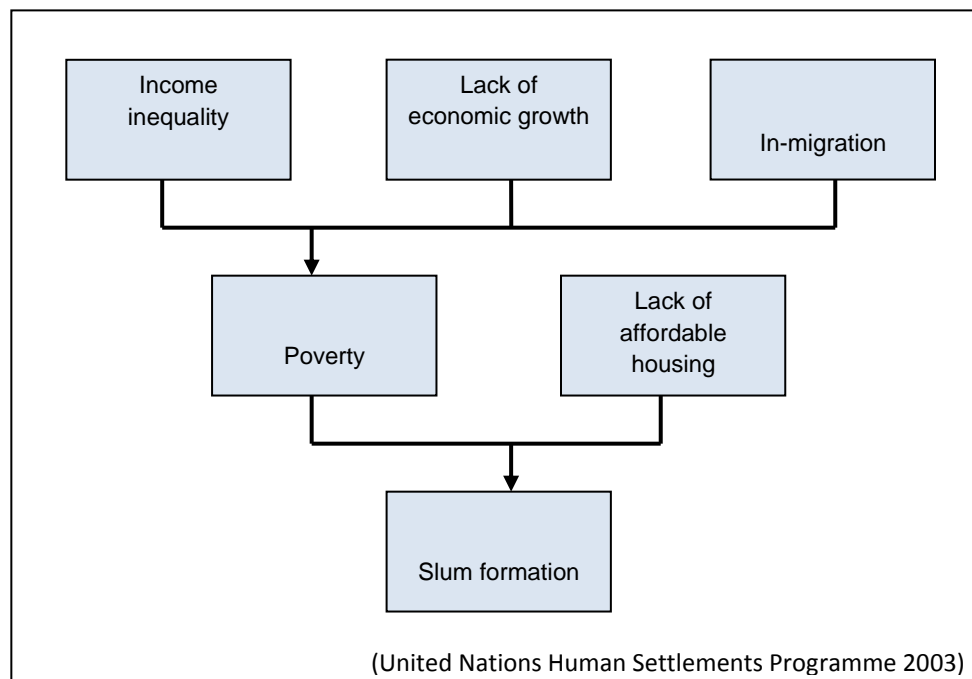 Income
inequality
Lack of
economic growth
In-migration
Poverty
Lack of
affordable
housing
Slum formation
(United Nations Human Settlements Programme 2003)